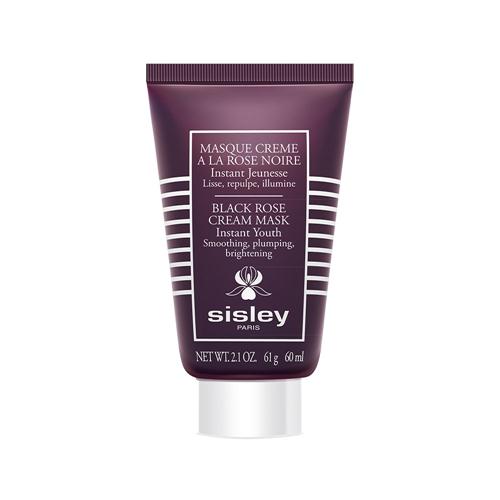 MASQUE CREME
A LA ROSE NOIRE
Instant Jeunesse
Lisse, repulpe, illumine
BLACK ROSE
CREAM MASK
Instant Youth
Smoothing, plumping,
brightening
sisley
PARIS
NET WT. 2.1 OZ. 61 g 60 ml